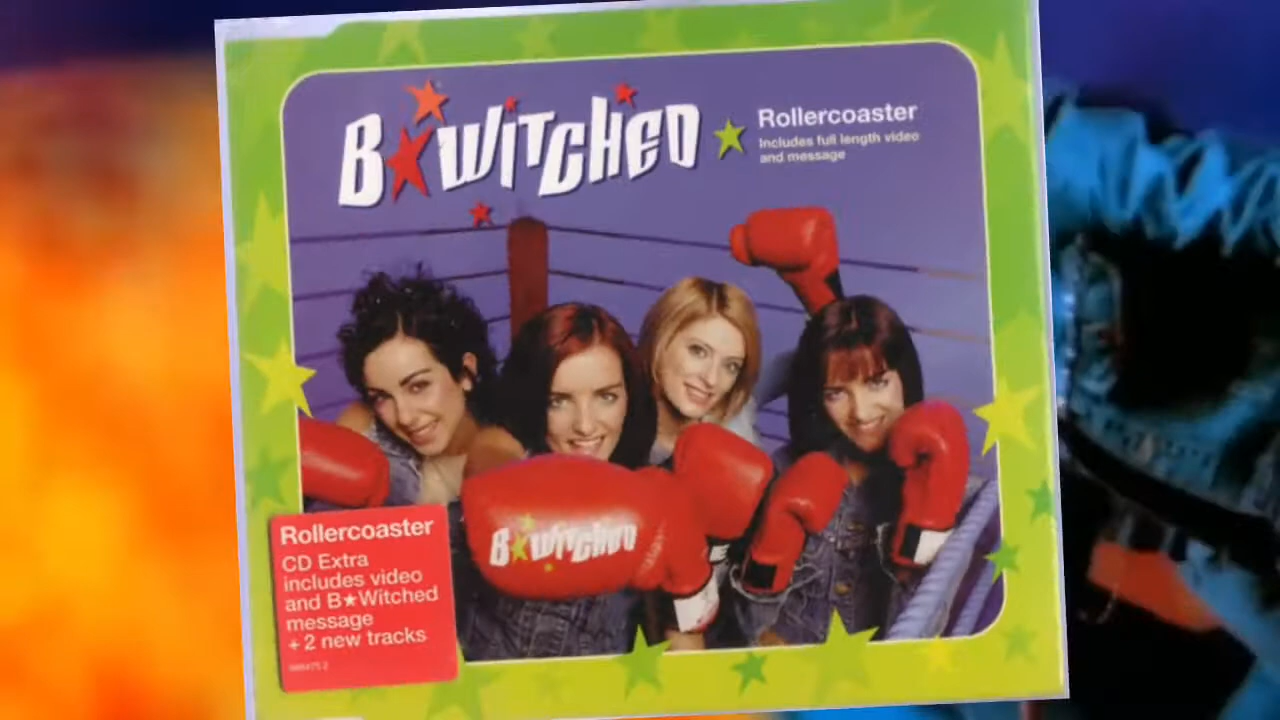 B★WITCHED
Rollercoaster
Includes full length video
and message
B★WITCHED
Rollercoaster
CD Extra
includes video
and B★Witched
message
+ 2 new tracks